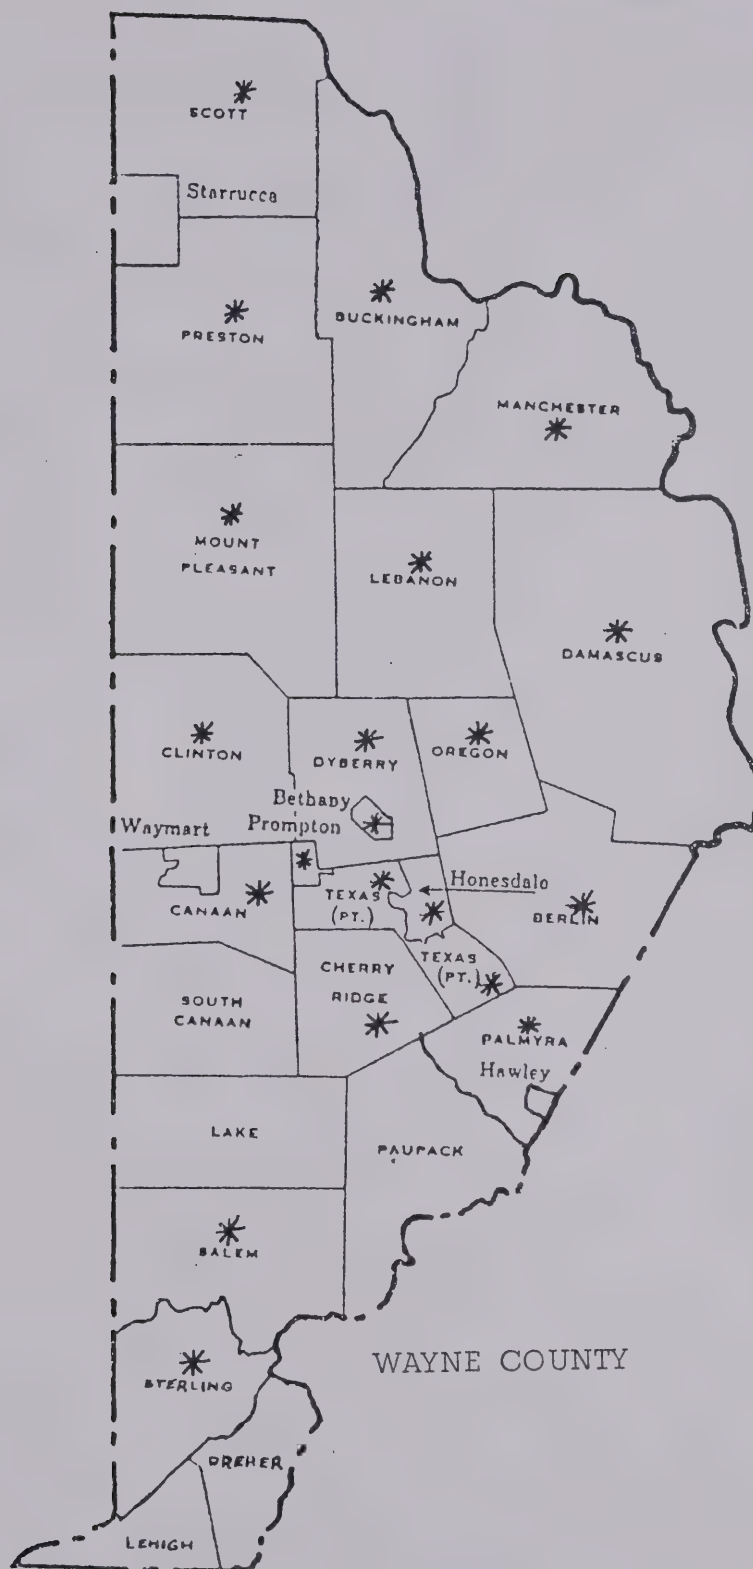 SCOTT
Starrucca
PRESTON
BUCKINGHAM
MANCHESTER
MOUNT
PLEASANT
LEBANON
DAMASCUS
CLINTON
DYBERRY
OREGON
Bethany
Waymart
Prompton
Honesdalo
CANAAN
TEXAS
(PT.)
BERLIN
TEXAS
(PT.)
CHERRY
RIDGE
SOUTH
CANAAN
PALMYRA
Hawley
LAKE
PAUPACK
SALEM
WAYNE COUNTY
STERLING
DREHER
LEHIGH